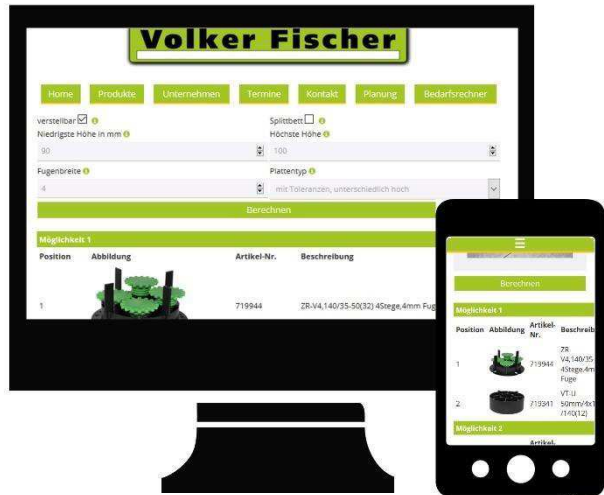 Volker Fischer
Home Produkte Unternehmen Termine Kontakt Planung Bedarfsrechner
verstellbar Splittbett
Niedrigste Höhe in mm Höchste Höhe
90 100
Fugenbreite Plattentyp
4 mit Toleranzen, unterschiedlich hoch
Berechnen
Möglichkeit 1
Position Abbildung Artikel-Nr. Beschreibung
1 719944 ZR-V4,140/35-50(32) 4Stege,4mm Fug
Berechnen
Möglichkeit 1
Position Abbildung Artikel- Beschreib
Nr.
ZR
V4,140/35
1 719944 4Stege,4m
Fuge
VT-U
2 719341 50mm/4x1
/140(12)
Möglichkeit 2
Artikel-